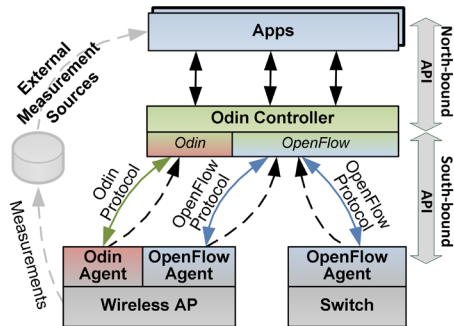 Apps
North-bound
API
External
Measurement
Sources
Odin Controller
Odin
OpenFlow
Odin
Protocol
OpenFlow
Protocol
OpenFlow
Protocol
South-bound
API
Measurements
Odin
Agent
OpenFlow
Agent
Wireless AP
OpenFlow
Agent
Switch